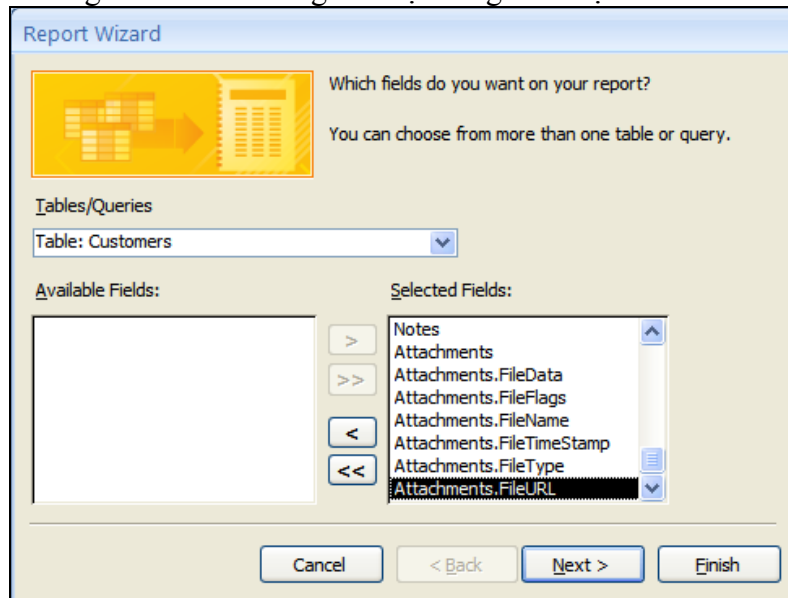 Report Wizard
Which fields do you want on your report?
You can choose from more than one table or query.
Tables/Queries
Table: Customers
Available Fields:
Selected Fields:
>
>>
<
<<
Notes
Attachments
Attachments.FileData
Attachments.FileFlags
Attachments.FileName
Attachments.FileTimeStamp
Attachments.FileType
Attachments.FileURL
Cancel
< Back
Next >
Finish